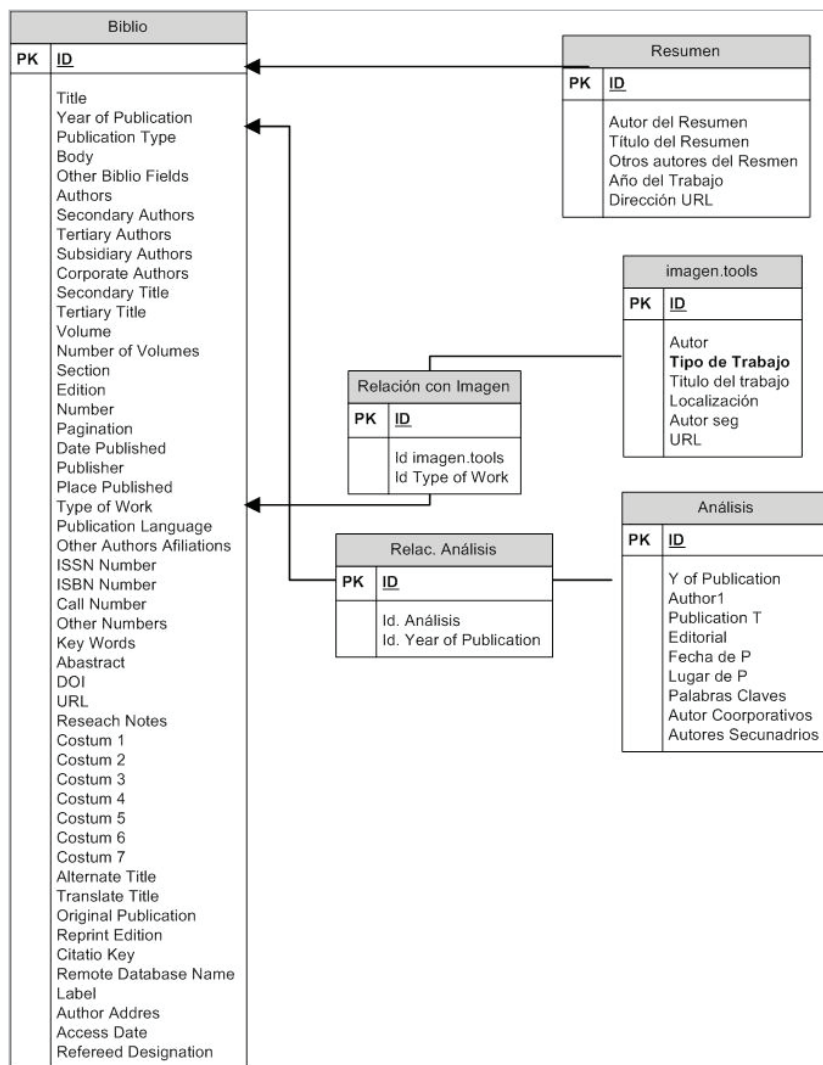 Biblio
PK ID
Title
Year of Publication
Publication Type
Body
Other Biblio Fields
Authors
Secondary Authors
Tertiary Authors
Subsidiary Authors
Corporate Authors
Secondary Title
Tertiary Title
Volume
Number of Volumes
Section
Edition
Number
Pagination
Date Published
Publisher
Place Published
Type of Work
Publication Language
Other Authors Afiliations
ISSN Number
ISBN Number
Call Number
Other Numbers
Key Words
Abastract
DOI
URL
Reseach Notes
Costum 1
Costum 2
Costum 3
Costum 4
Costum 5
Costum 6
Costum 7
Alternate Title
Translate Title
Original Publication
Reprint Edition
Citatio Key
Remote Database Name
Label
Author Addres
Access Date
Refereed Designation
Resumen
PK ID
Autor del Resumen
Título del Resumen
Otros autores del Resmen
Año del Trabajo
Dirección URL
imagen.tools
PK ID
Autor
Tipo de Trabajo
Titulo del trabajo
Localización
Autor seg
URL
Relación con Imagen
PK ID
Id imagen.tools
Id Type of Work
Relac. Análisis
PK ID
Id. Análisis
Id. Year of Publication
Análisis
PK ID
Y of Publication
Author1
Publication T
Editorial
Fecha de P
Lugar de P
Palabras Claves
Autor Coorporativos
Autores Secunadrios